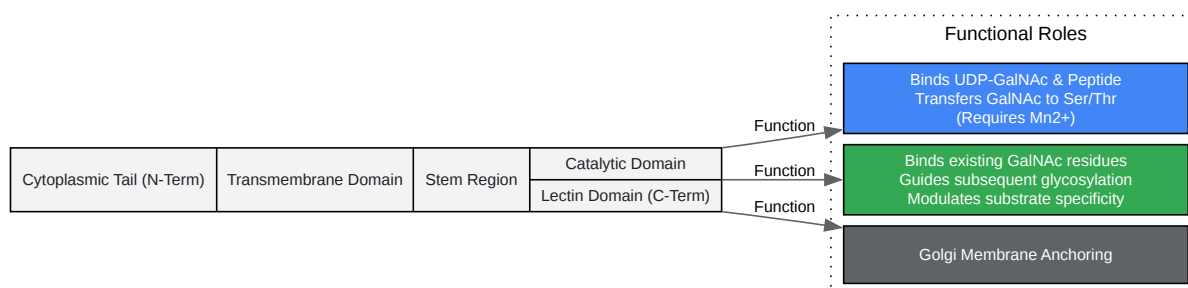 Functional Roles
Binds UDP-GalNAc & Peptide
Transfers GalNAc to Ser/Thr
(Requires Mn2+)
Function
Cytoplasmic Tail (N-Term)
Transmembrane Domain
Stem Region
Catalytic Domain
Lectin Domain (C-Term)
Function
Binds existing GalNAc residues
Guides subsequent glycosylation
Modulates substrate specificity
Function
Golgi Membrane Anchoring